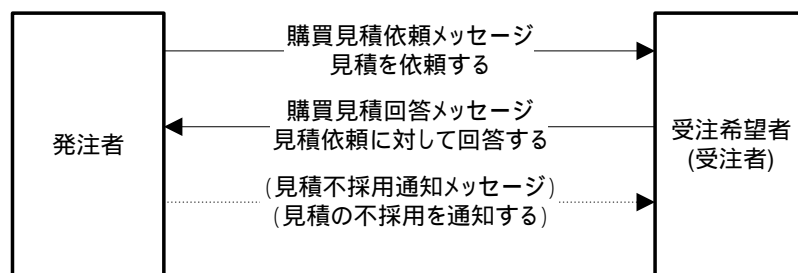 購買見積依頼メッセージ
見積を依頼する
購買見積回答メッセージ
見積依頼に対して回答する
(見積不採用通知メッセージ)
(見積の不採用を通知する)
発注者
受注希望者
(受注者)